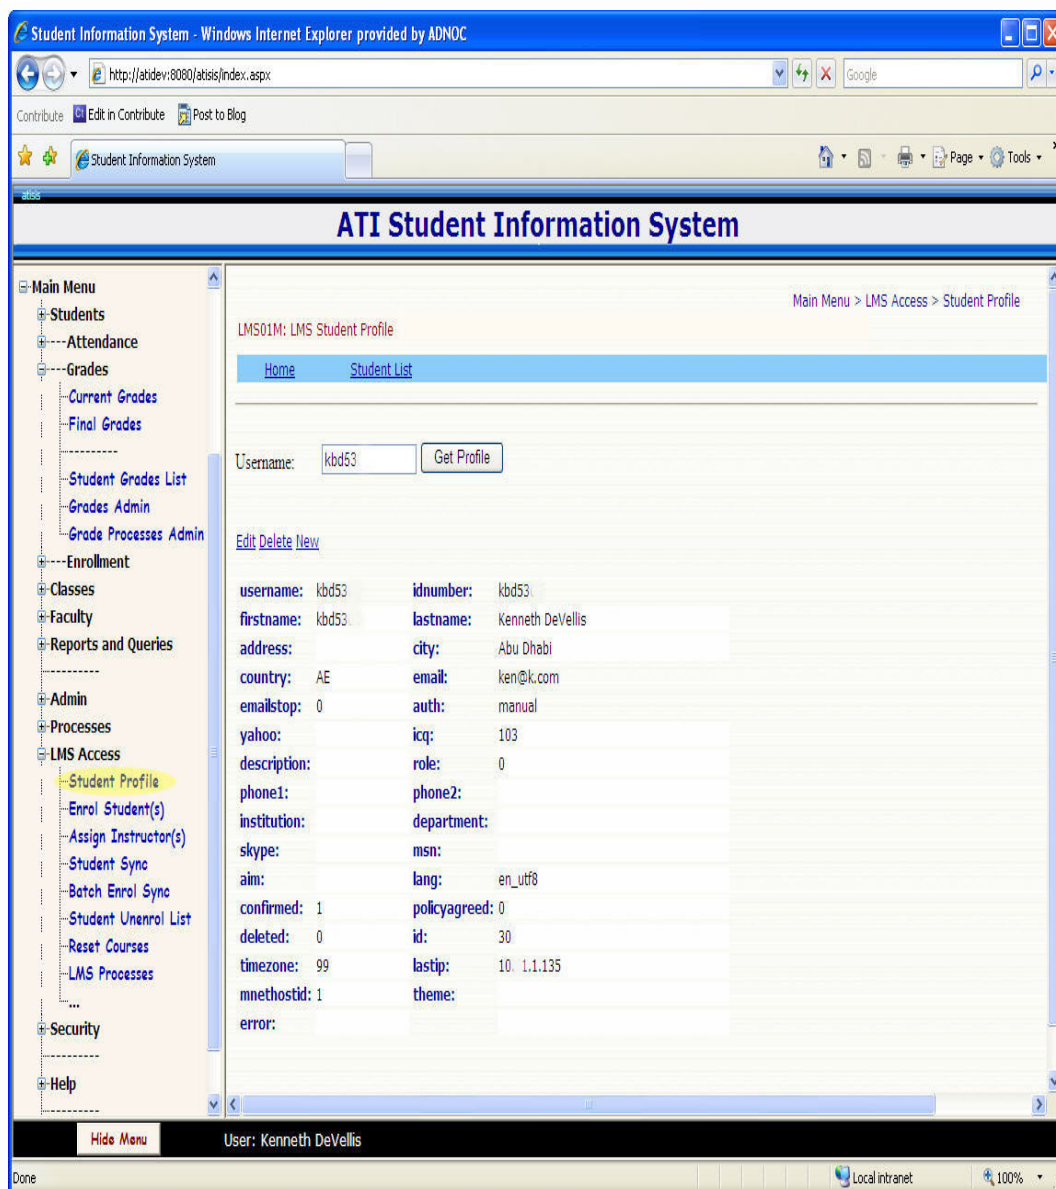 Student Information System - Windows Internet Explorer provided by ADNOC
http://atidev:8080/atisis/index.aspx
Google
Contribute Edit in Contribute Post to Blog
Student Information System
Page Tools
atisis
ATI Student Information System
Main Menu
Students
----Attendance
----Grades
Current Grades
Final Grades
----------
Student Grades List
Grades Admin
Grade Processes Admin
----Enrollment
Classes
Faculty
Reports and Queries
----------
Admin
Processes
LMS Access
Student Profile
Enrol Student(s)
Assign Instructor(s)
Student Sync
Batch Enrol Sync
Student Unenrol List
Reset Courses
LMS Processes
...
Security
----------
Help
----------
Main Menu > LMS Access > Student Profile
LMS01M: LMS Student Profile
Home Student List
Username: kbd53 Get Profile
Edit Delete New
username: kbd53 idnumber: kbd53
firstname: kbd53 lastname: Kenneth DeVellis
address: city: Abu Dhabi
country: AE email: ken@k.com
emailstop: 0 auth: manual
yahoo: icq: 103
description: role: 0
phone1: phone2:
institution: department:
skype: msn:
aim: lang: en_utf8
confirmed: 1 policyagreed: 0
deleted: 0 id: 30
timezone: 99 lastip: 10. 1.1.135
mnethostid: 1 theme:
error:
Hide Menu User: Kenneth DeVellis
Done Local intranet 100%